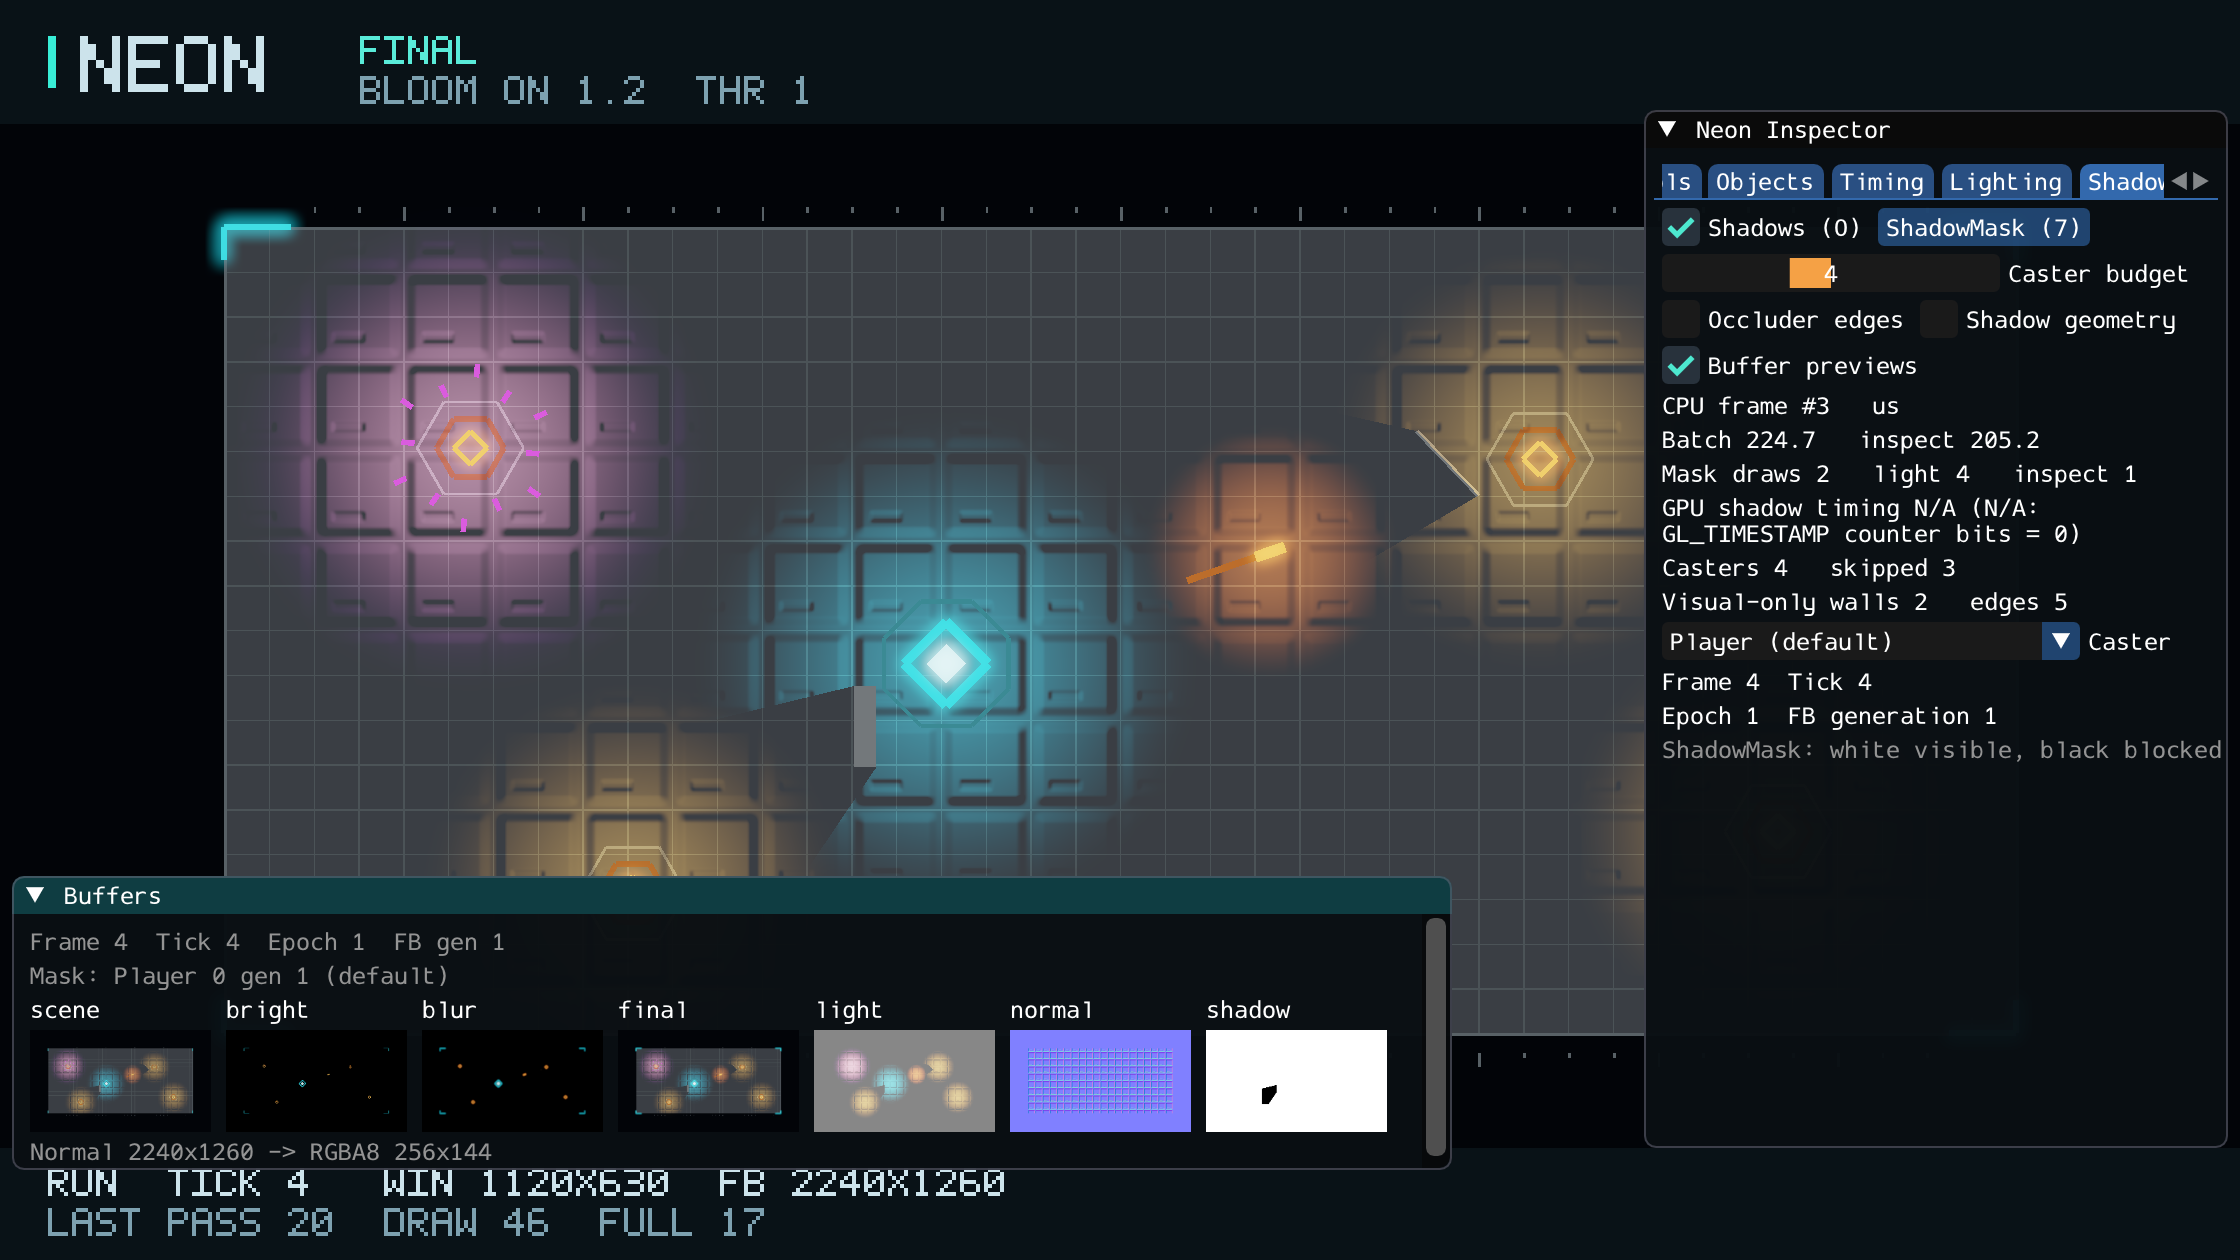 NEON
FINAL
BLOOM ON 1.2 THR 1
Neon Inspector
ls Objects Timing Lighting Shadow
Shadows (O) ShadowMask (7)
4 Caster budget
Occluder edges Shadow geometry
Buffer previews
CPU frame #3 us
Batch 224.7 inspect 205.2
Mask draws 2 light 4 inspect 1
GPU shadow timing N/A (N/A:
GL_TIMESTAMP counter bits = 0)
Casters 4 skipped 3
Visual-only walls 2 edges 5
Player (default) Caster
Frame 4 Tick 4
Epoch 1 FB generation 1
ShadowMask: white visible, black blocked
Buffers
Frame 4 Tick 4 Epoch 1 FB gen 1
Mask: Player 0 gen 1 (default)
scene bright blur final light normal shadow
Normal 2240x1260 -> RGBA8 256x144
RUN TICK 4 WIN 1120X630 FB 2240X1260
LAST PASS 20 DRAW 46 FULL 17